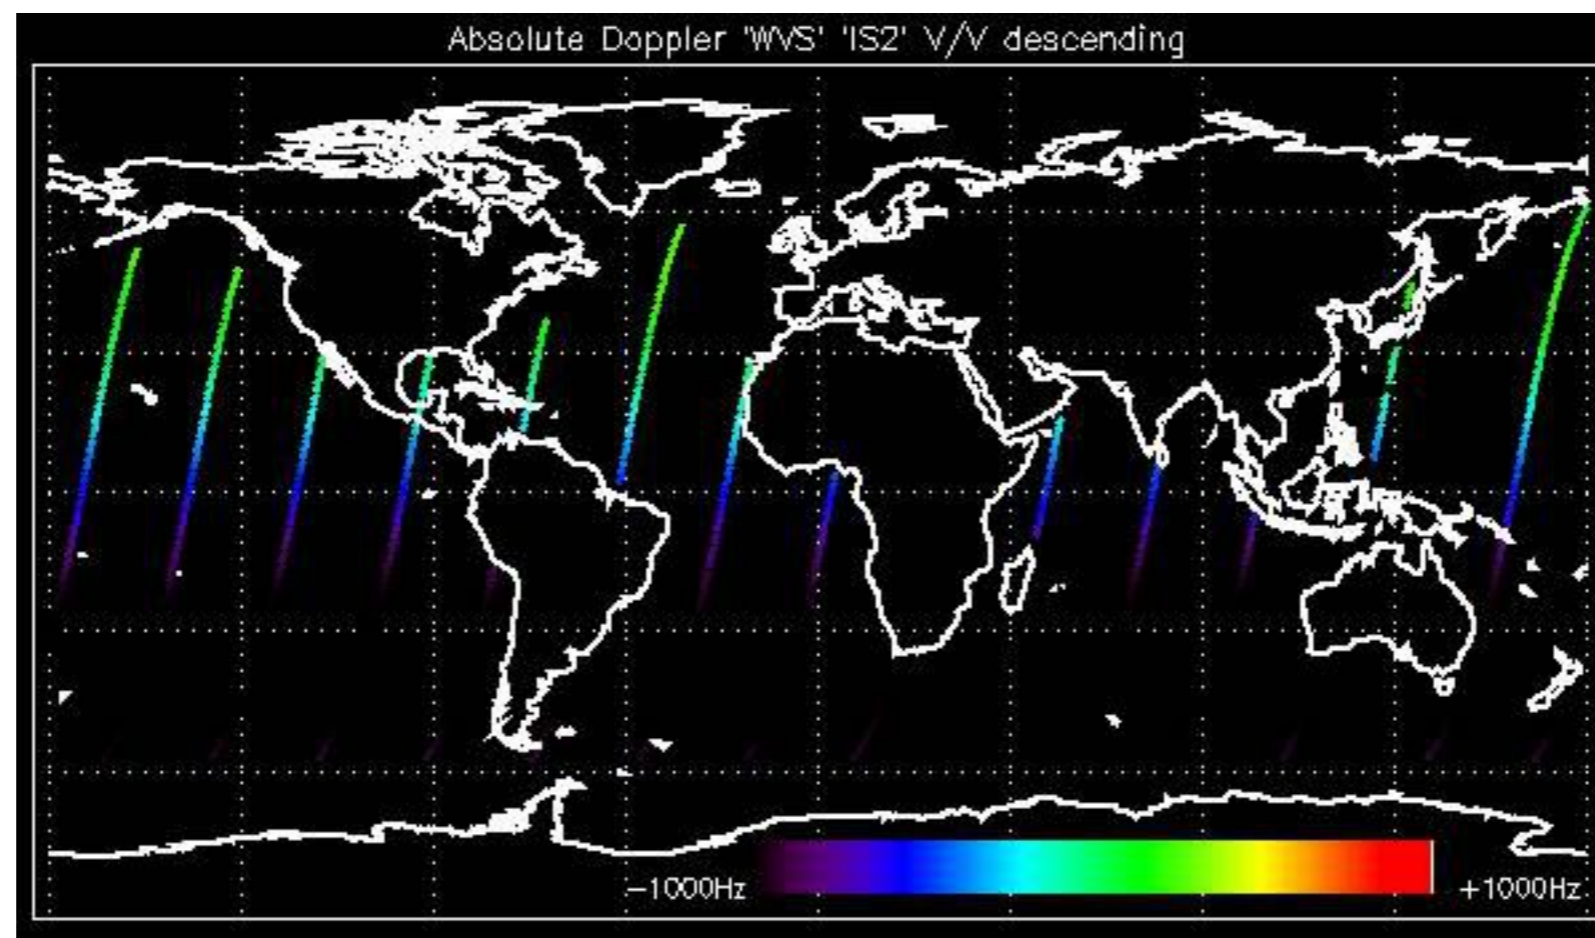 Absolute Doppler 'WVS' 'IS2' V/V descending
−1000Hz +1000Hz